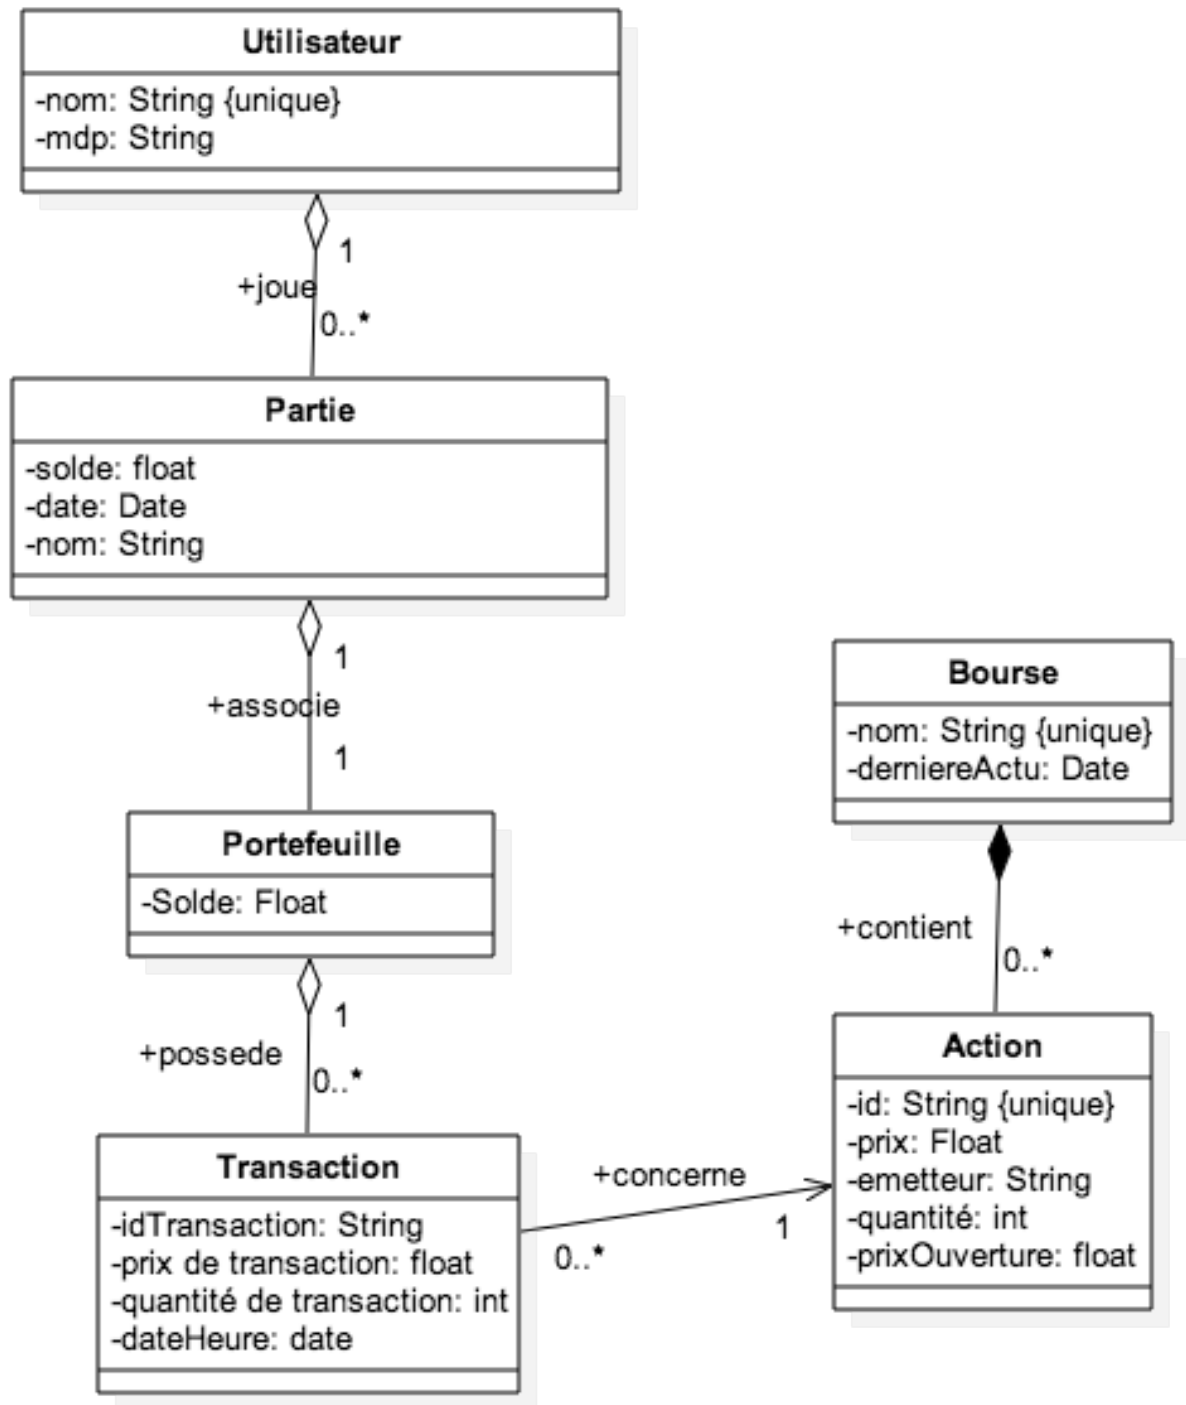 Utilisateur
-nom: String {unique}
-mdp: String
1
+joue
0..*
Partie
-solde: float
-date: Date
-nom: String
1
+associe
1
Portefeuille
-Solde: Float
1
+possede
0..*
Transaction
-idTransaction: String
-prix de transaction: float
-quantité de transaction: int
-dateHeure: date
+concerne
0..*
1
Bourse
-nom: String {unique}
-derniereActu: Date
+contient
0..*
Action
-id: String {unique}
-prix: Float
-emetteur: String
-quantité: int
-prixOuverture: float